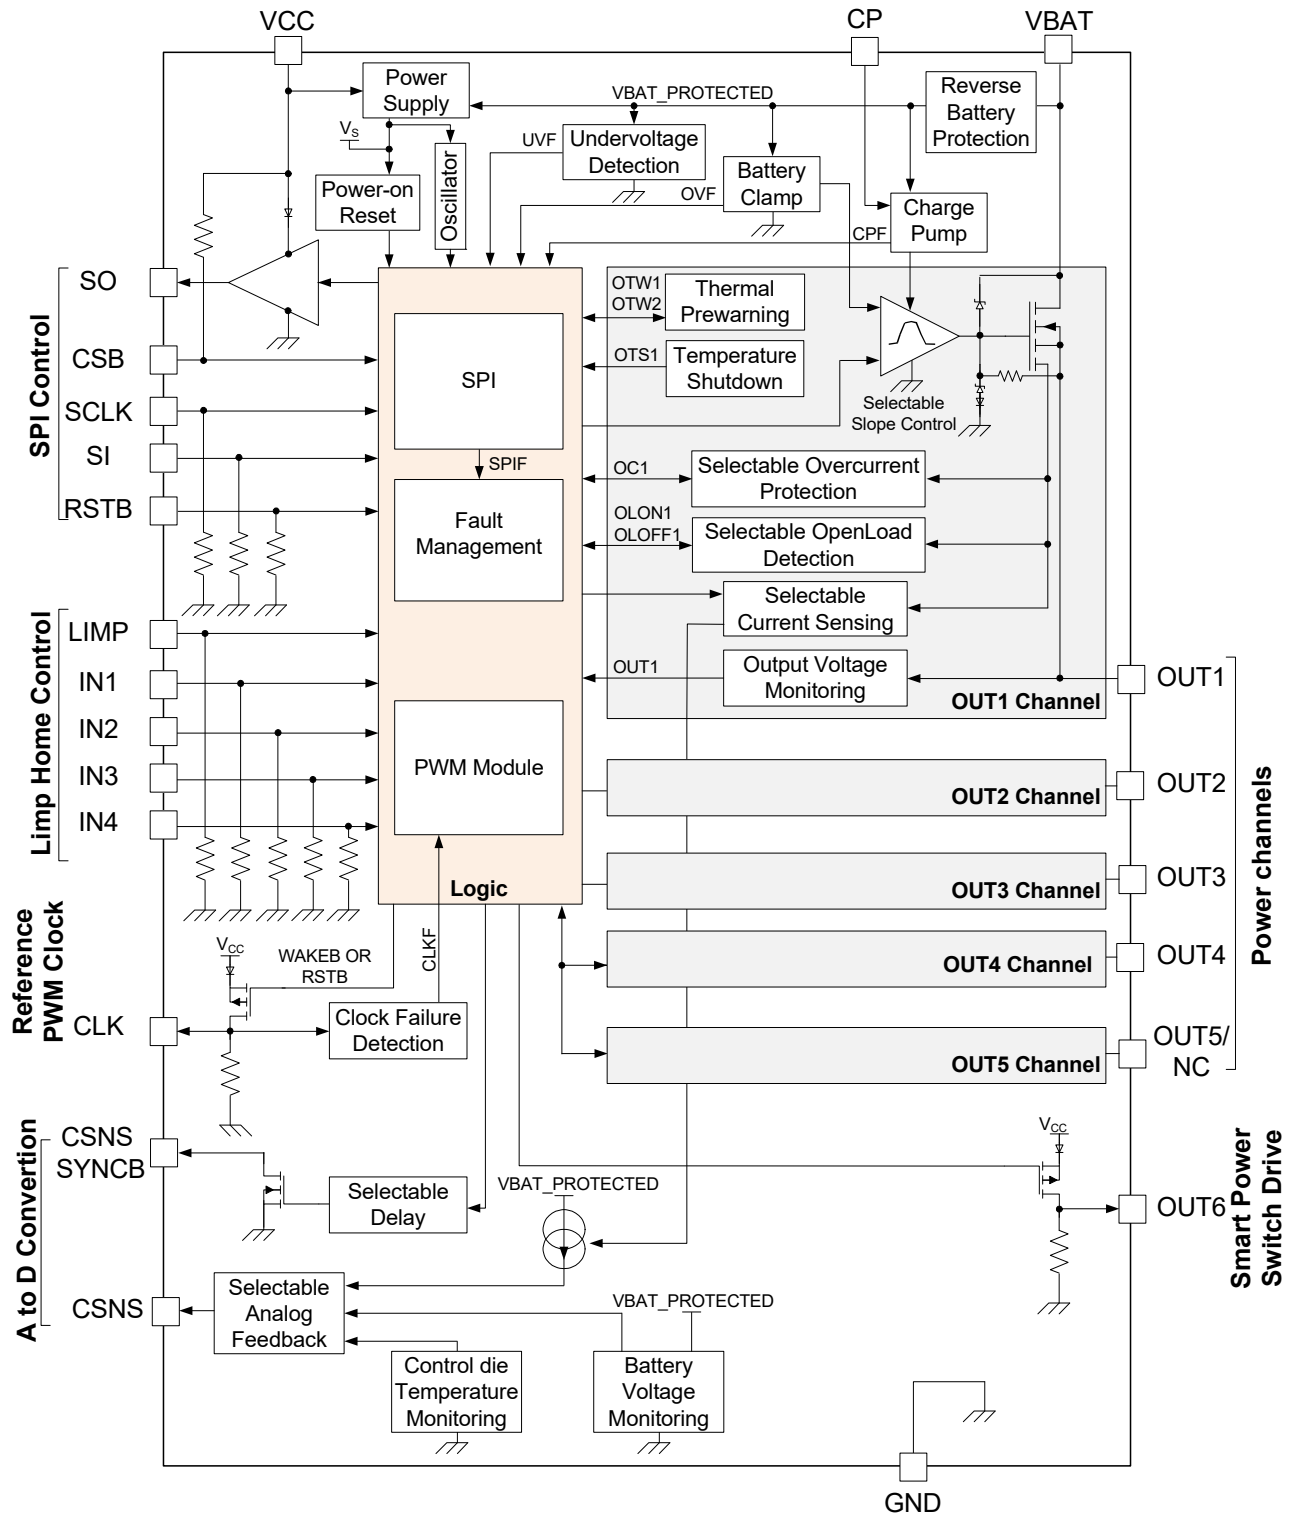 VCC
CP
VBAT
Power
Supply
VBAT_PROTECTED
Reverse
Battery
Protection
VS
UVF
Undervoltage
Detection
Oscillator
Power-on
Reset
OVF
Battery
Clamp
Charge
Pump
CPF
SPI Control
SO
CSB
SCLK
SI
RSTB
SPI
SPIF
Fault
Management
PWM Module
Logic
OTW1
OTW2
Thermal
Prewarning
OTS1
Temperature
Shutdown
Selectable
Slope Control
OC1
Selectable Overcurrent
Protection
OLON1
OLOFF1
Selectable OpenLoad
Detection
Selectable
Current Sensing
OUT1
Output Voltage
Monitoring
OUT1 Channel
OUT2 Channel
OUT3 Channel
OUT4 Channel
OUT5 Channel
Power channels
OUT1
OUT2
OUT3
OUT4
OUT5/
NC
Limp Home Control
LIMP
IN1
IN2
IN3
IN4
Reference
PWM Clock
CLK
VCC
WAKEB OR
RSTB
CLKF
Clock Failure
Detection
A to D Convertion
CSNS
SYNCB
Selectable
Delay
VBAT_PROTECTED
VCC
OUT6
Smart Power
Switch Drive
CSNS
Selectable
Analog
Feedback
VBAT_PROTECTED
Control die
Temperature
Monitoring
Battery
Voltage
Monitoring
GND